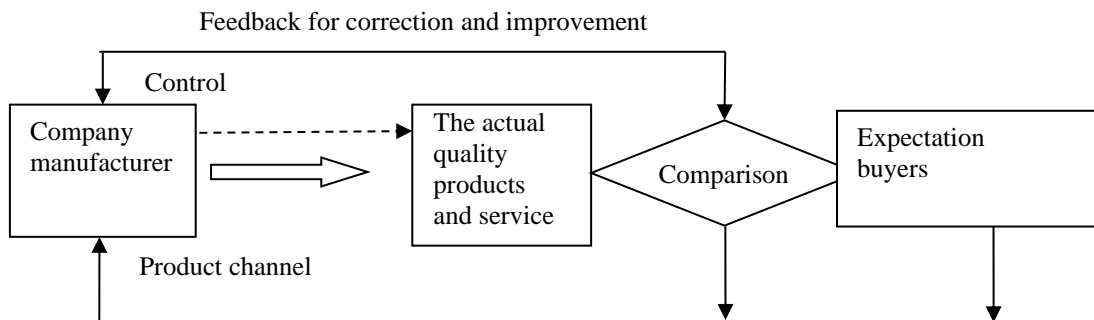 Feedback for correction and improvement
Control
Company
manufacturer
The actual
quality
products
and service
Comparison
Expectation
buyers
Product channel